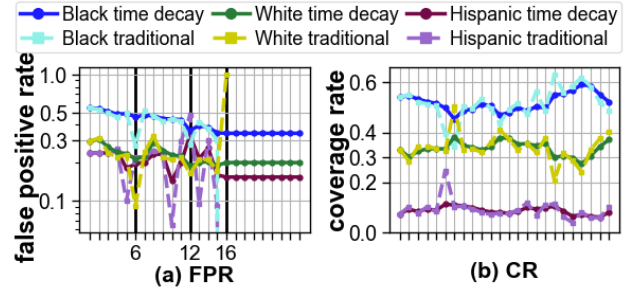 Black time decay White time decay Hispanic time decay
Black traditional White traditional Hispanic traditional
false positive rate
1.0
0.5
0.3
0.1
6 12 16
(a) FPR
coverage rate
0.6
0.4
0.3
0.2
0.0
(b) CR